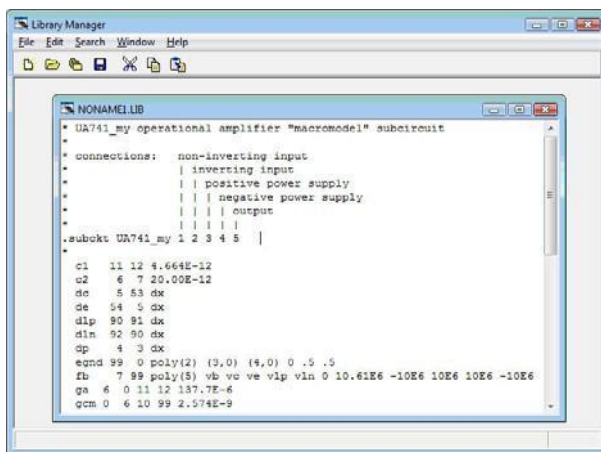 Library Manager
File Edit Search Window Help
NONAME1.LIB
* UA741_my operational amplifier "macromodel" subcircuit
*
* connections: non-inverting input
* | inverting input
* | | positive power supply
* | | | negative power supply
* | | | | output
* | | | | |
.subckt UA741_my 1 2 3 4 5
*
c1 11 12 4.664E-12
c2 6 7 20.00E-12
dc 5 53 dx
de 54 5 dx
dlp 90 91 dx
dln 92 90 dx
dp 4 3 dx
egnd 99 0 poly(2) (3,0) (4,0) 0 .5 .5
fb 7 99 poly(5) vb vc ve vlp vln 0 10.61E6 -10E6 10E6 10E6 -10E6
ga 6 0 11 12 137.7E-6
gcm 0 6 10 99 2.574E-9